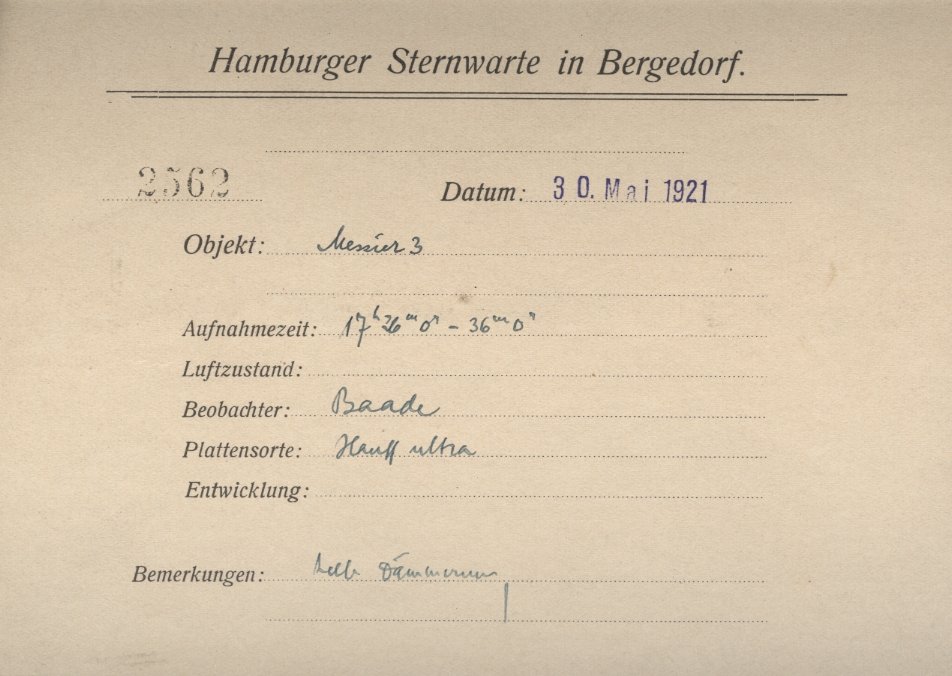 Hamburger Sternwarte in Bergedorf.
2562 Datum: 30. Mai 1921
Objekt: Messier 3
Aufnahmezeit: 17h 26m 0s - 36m 0s
Luftzustand:
Beobachter: Baade
Plattensorte: Hauff ultra
Entwicklung:
Bemerkungen: helle Dämmerung